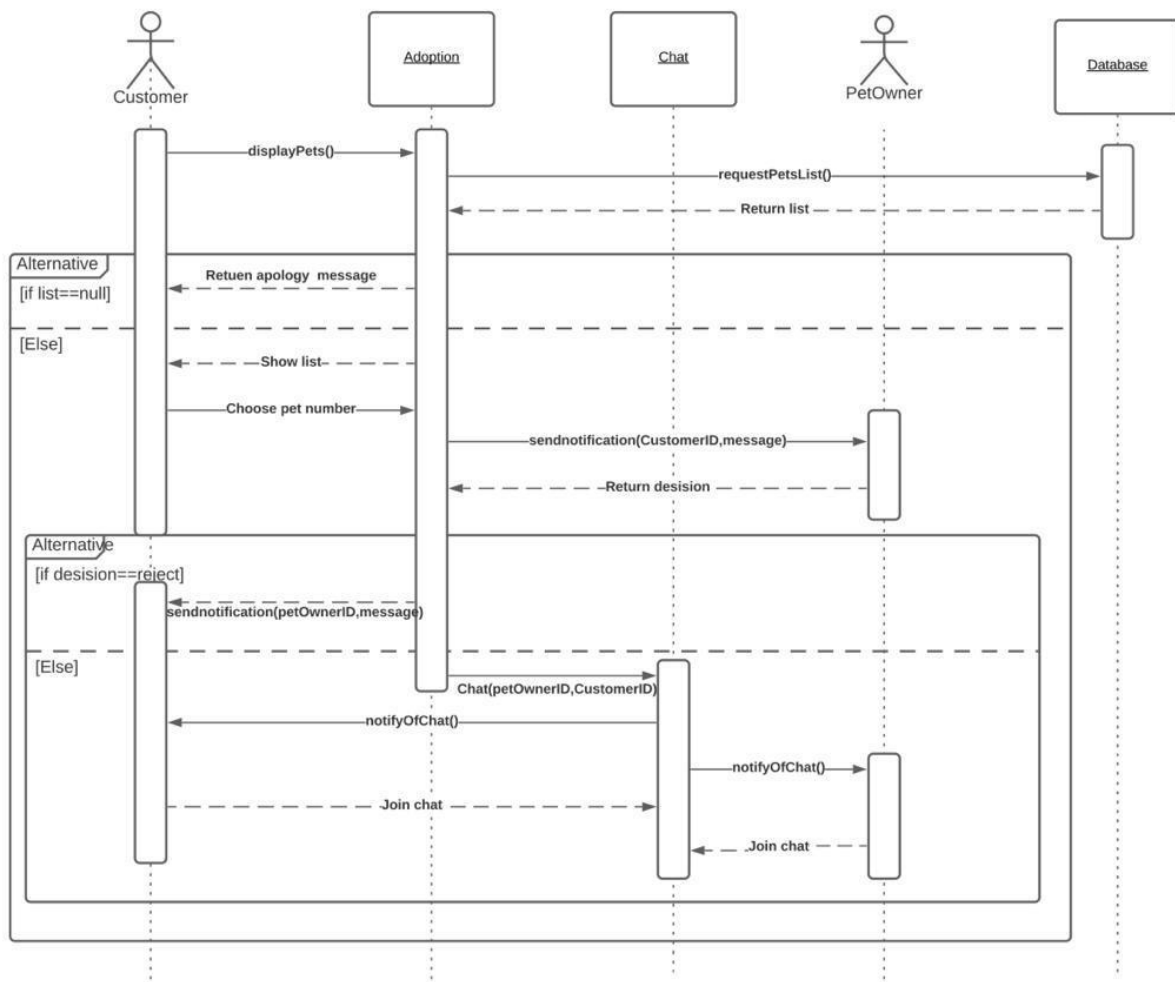 Customer
Adoption
Chat
PetOwner
Database
displayPets()
requestPetsList()
Return list
Alternative
Retuen apology message
[if list==null]
[Else]
Show list
Choose pet number
sendnotification(CustomerID,message)
Return desision
Alternative
[if desision==reject]
sendnotification(petOwnerID,message)
[Else]
Chat(petOwnerID,CustomerID)
notifyOfChat()
notifyOfChat()
Join chat
Join chat